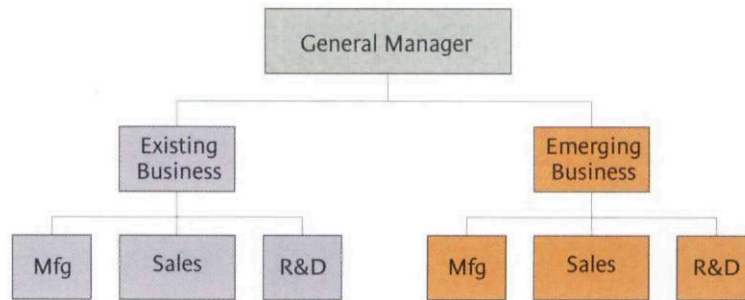 General Manager
Existing
Business
Emerging
Business
Mfg
Sales
R&D
Mfg
Sales
R&D